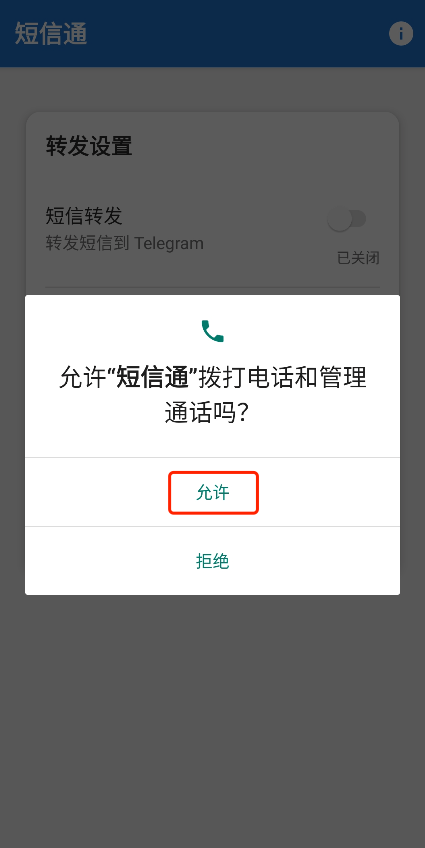 短信通
转发设置
短信转发
转发短信到 Telegram
已关闭
允许“短信通”拨打电话和管理
通话吗?
允许
拒绝